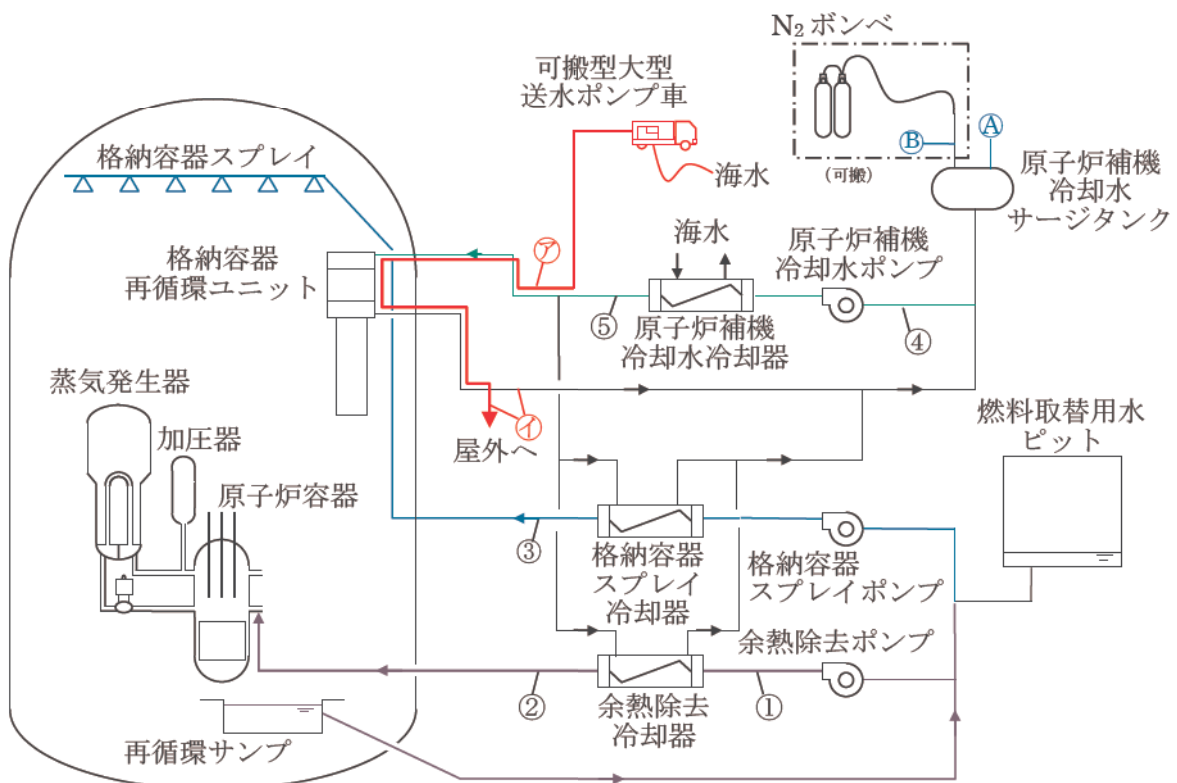 N₂ ボンベ
可搬型大型
送水ポンプ車
Ⓐ
Ⓑ
(可搬)
格納容器スプレイ
海水
原子炉補機
冷却水
サージタンク
海水
原子炉補機
冷却水ポンプ
格納容器
再循環ユニット
㋐
⑤
原子炉補機
冷却水冷却器
④
蒸気発生器
加圧器
原子炉容器
㋑
屋外へ
燃料取替用水
ピット
③
格納容器
スプレイ
冷却器
格納容器
スプレイポンプ
余熱除去ポンプ
②
①
余熱除去
冷却器
再循環サンプ